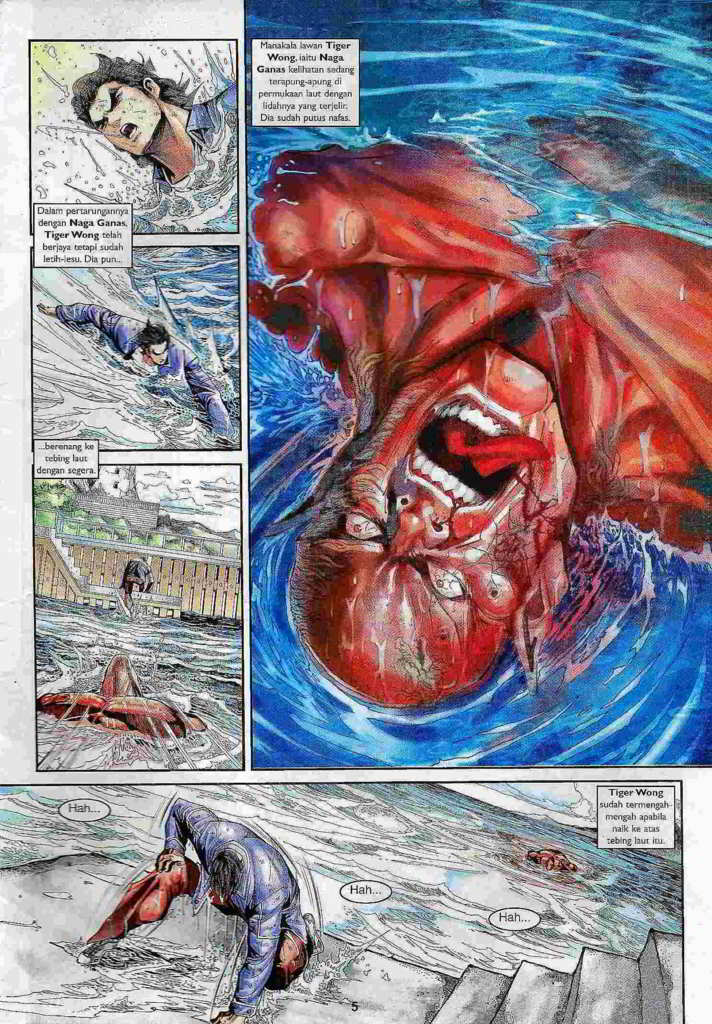 Dalam pertarungannya
dengan Naga Ganas,
Tiger Wong telah
berjaya tetapi sudah
letih-lesu. Dia pun...
...berenang ke
tebing laut
dengan segera.
Manakala lawan Tiger
Wong, iaitu Naga
Ganas kelihatan sedang
terapung-apung di
permukaan laut dengan
lidahnya yang terjelir.
Dia sudah putus nafas.
Hah...
Tiger Wong
sudah termengah-
mengah apabila
naik ke atas
tebing laut itu.
Hah...
Hah...
5